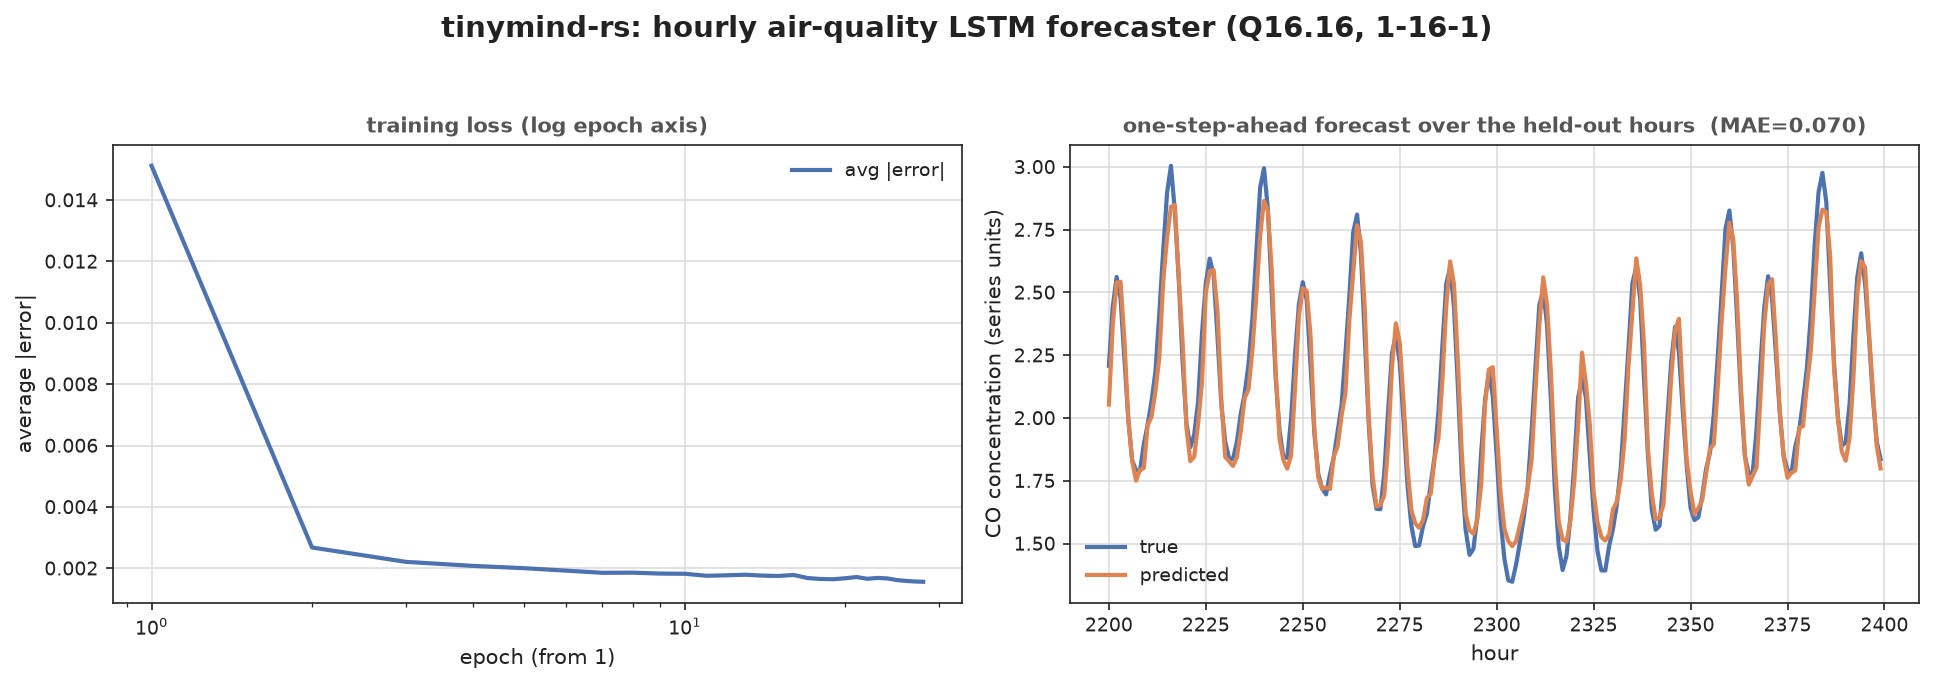 tinymind-rs: hourly air-quality LSTM forecaster (Q16.16, 1-16-1)
training loss (log epoch axis)
avg |error|
average |error|
0.014
0.012
0.010
0.008
0.006
0.004
0.002
10⁰
10¹
epoch (from 1)
one-step-ahead forecast over the held-out hours (MAE=0.070)
CO concentration (series units)
3.00
2.75
2.50
2.25
2.00
1.75
1.50
true
predicted
2200
2225
2250
2275
2300
2325
2350
2375
2400
hour